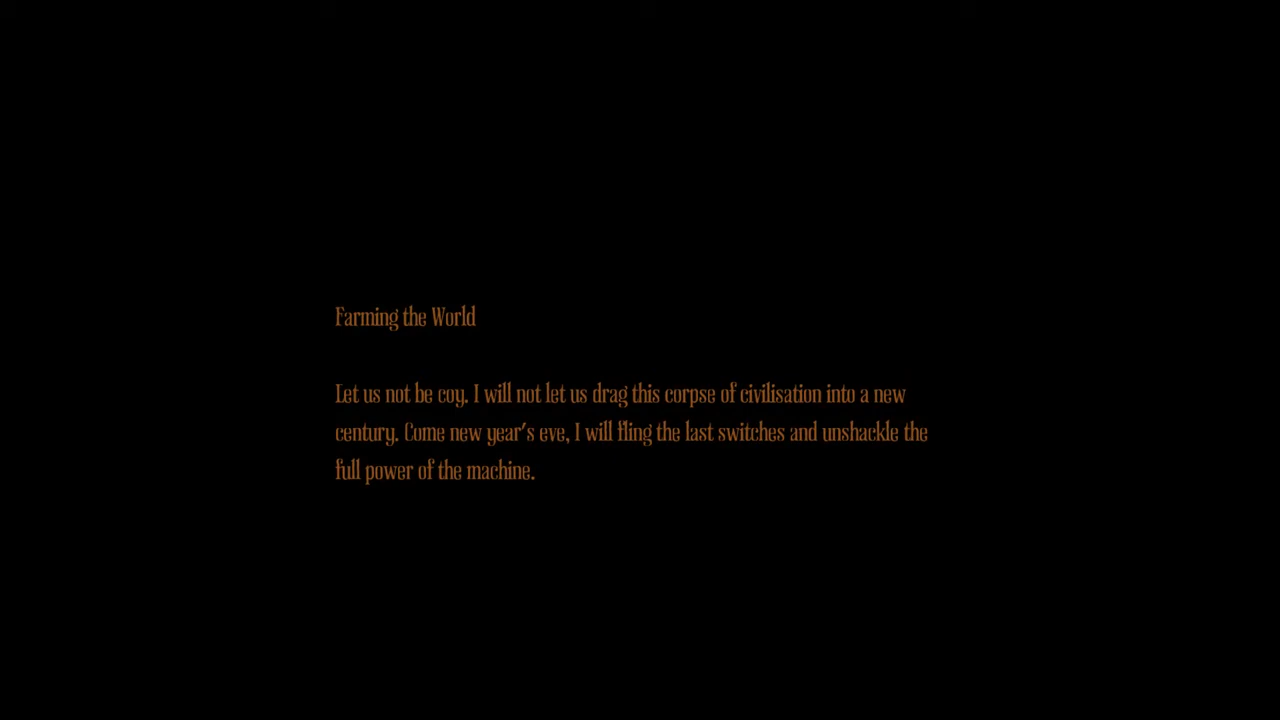 Farming the World
Let us not be coy. I will not let us drag this corpse of civilisation into a new
century. Come new year's eve, I will fling the last switches and unshackle the
full power of the machine.